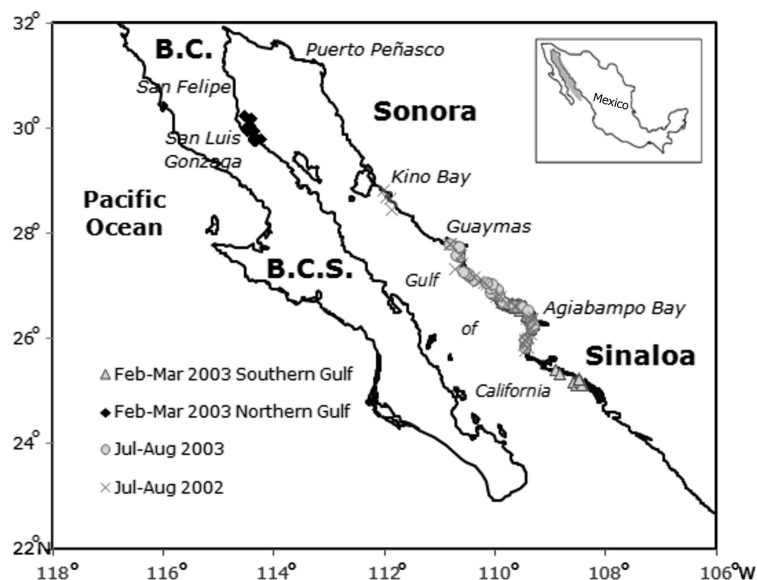 32°
B.C.
Puerto Peñasco
San Felipe
Sonora
Mexico
30°
San Luis
Gonzaga
Kino Bay
Pacific
Ocean
Guaymas
28°
B.C.S.
Gulf
Agiabampo Bay
of
26°
Sinaloa
California
Feb-Mar 2003 Southern Gulf
Feb-Mar 2003 Northern Gulf
24°
Jul-Aug 2003
Jul-Aug 2002
22°N
118° 116° 114° 112° 110° 108° 106°W